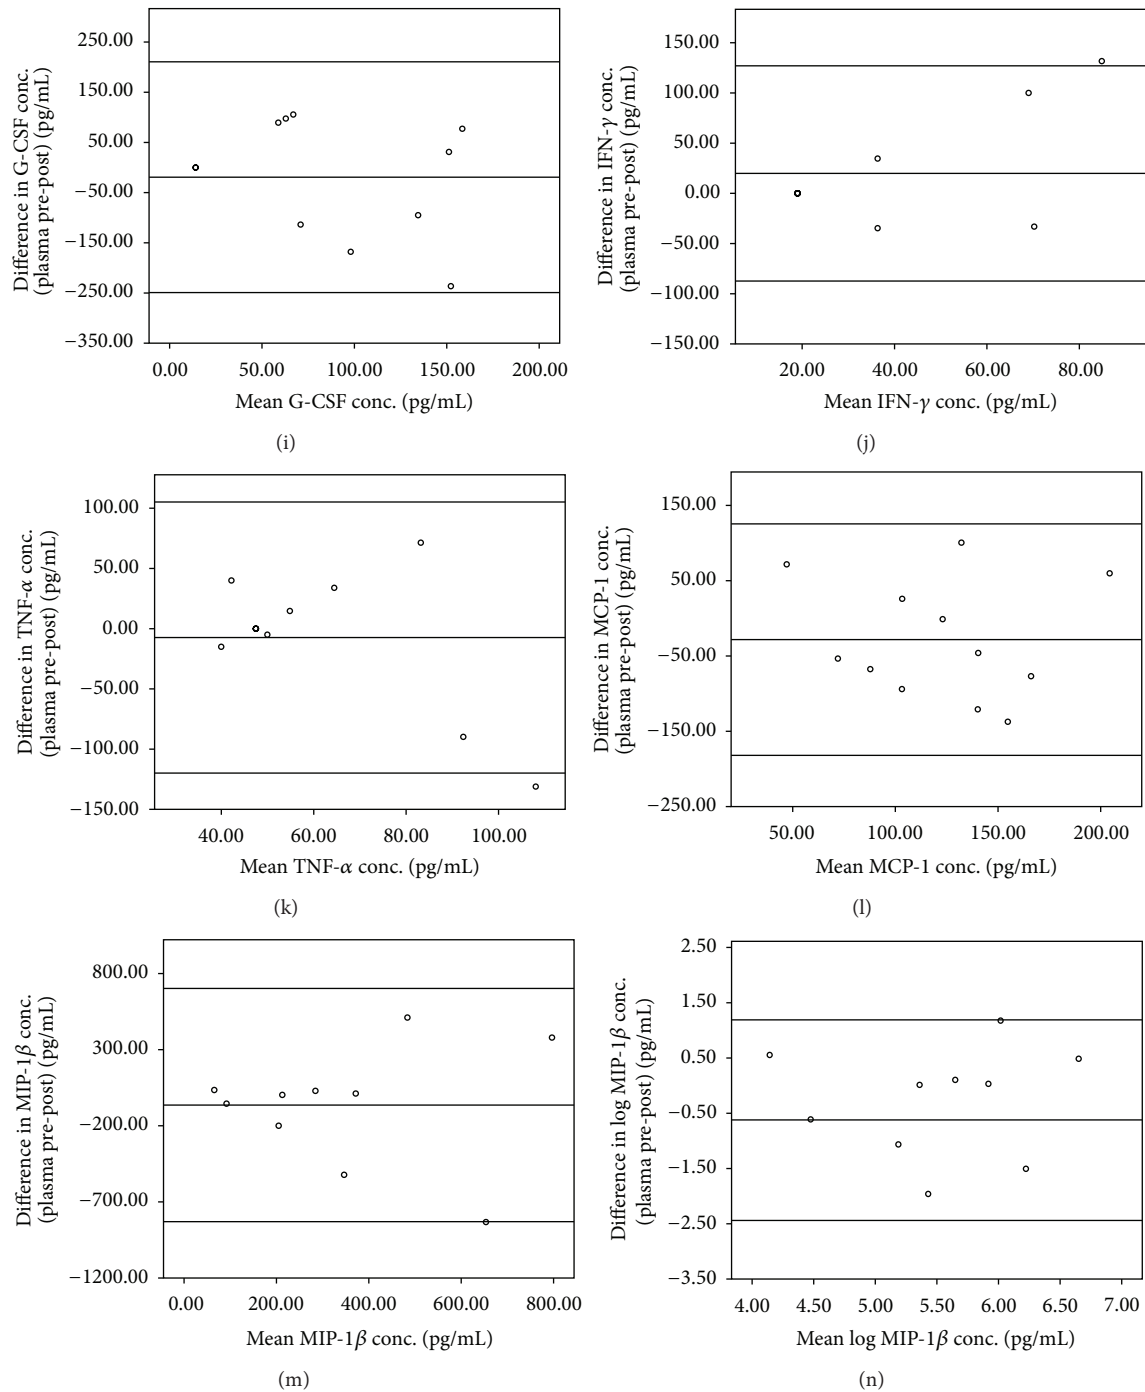 250.00
150.00
50.00
−50.00
−150.00
−250.00
−350.00
Difference in G-CSF conc.
(plasma pre-post) (pg/mL)
0.00 50.00 100.00 150.00 200.00
Mean G-CSF conc. (pg/mL)
(i)
150.00
100.00
50.00
0.00
−50.00
−100.00
−150.00
Difference in IFN-γ conc.
(plasma pre-post) (pg/mL)
20.00 40.00 60.00 80.00
Mean IFN-γ conc. (pg/mL)
(j)
100.00
50.00
0.00
−50.00
−100.00
−150.00
Difference in TNF-α conc.
(plasma pre-post) (pg/mL)
40.00 60.00 80.00 100.00
Mean TNF-α conc. (pg/mL)
(k)
150.00
50.00
−50.00
−150.00
−250.00
Difference in MCP-1 conc.
(plasma pre-post) (pg/mL)
50.00 100.00 150.00 200.00
Mean MCP-1 conc. (pg/mL)
(l)
800.00
300.00
−200.00
−700.00
−1200.00
Difference in MIP-1β conc.
(plasma pre-post) (pg/mL)
0.00 200.00 400.00 600.00 800.00
Mean MIP-1β conc. (pg/mL)
(m)
2.50
1.50
0.50
−0.50
−1.50
−2.50
−3.50
Difference in log MIP-1β conc.
(plasma pre-post) (pg/mL)
4.00 4.50 5.00 5.50 6.00 6.50 7.00
Mean log MIP-1β conc. (pg/mL)
(n)